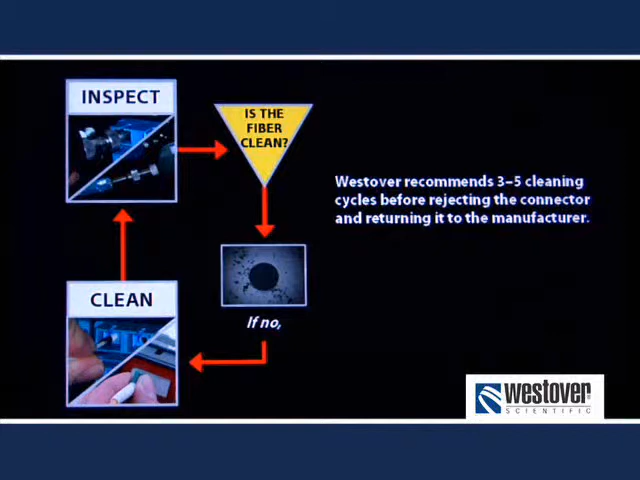 INSPECT
IS THE
FIBER
CLEAN?
Westover recommends 3–5 cleaning
cycles before rejecting the connector
and returning it to the manufacturer.
CLEAN
If no,
westover
SCIENTIFIC